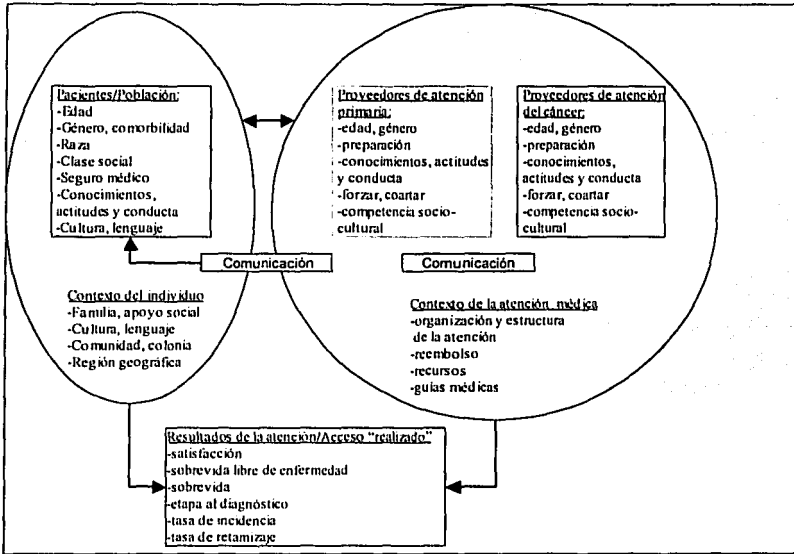 Pacientes/Población:
-Edad
-Género, comorbilidad
-Raza
-Clase social
-Seguro médico
-Conocimientos,
actitudes y conducta
-Cultura, lenguaje
Proveedores de atención
primaria:
-edad, género
-preparación
-conocimientos, actitudes
y conducta
-forzar, coartar
-competencia socio-
cultural
Proveedores de atención
del cáncer:
-edad, género
-preparación
-conocimientos,
actitudes y conducta
-forzar, coartar
-competencia socio-
cultural
Comunicación
Comunicación
Contexto del individuo
-Familia, apoyo social
-Cultura, lenguaje
-Comunidad, colonia
-Región geográfica
Contexto de la atención médica
-organización y estructura
de la atención
-reembolso
-recursos
-guías médicas
Resultados de la atención/Acceso "realizado"
-satisfacción
-sobrevida libre de enfermedad
-sobrevida
-etapa al diagnóstico
-tasa de incidencia
-tasa de retamizaje